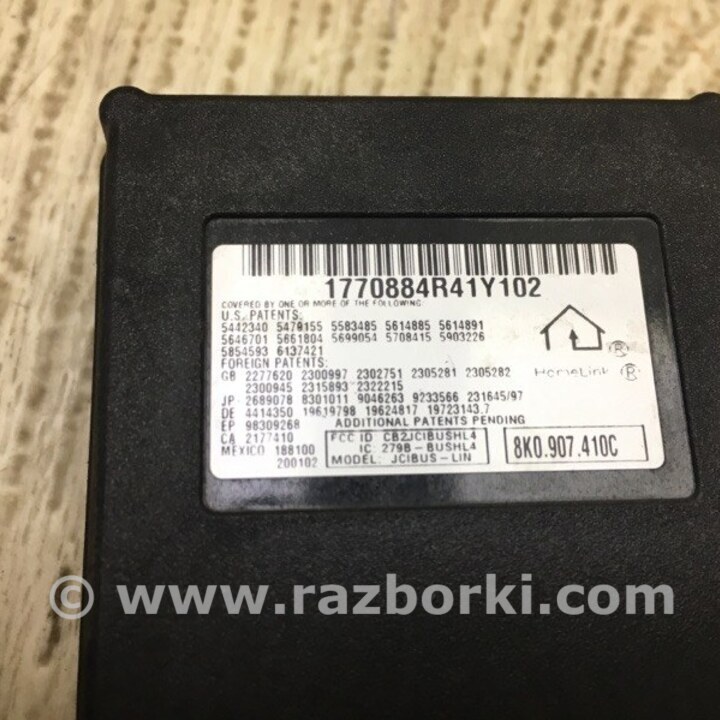 1770884R41Y102
COVERED BY ONE OR MORE OF THE FOLLOWING:
U.S. PATENTS:
5442340 5479155 5583485 5614885 5614891
5646701 5661804 5699054 5708415 5903226
5854593 6137421
FOREIGN PATENTS:
GB 2277620 2300997 2302751 2305281 2305282
2300945 2315893 2322215
JP 2689078 8301011 9046263 9233566 231645/97
DE 4414350 19619798 19624817 19723143.7
EP 98309268 ADDITIONAL PATENTS PENDING
CA 2177410
MEXICO 188100
200102
FCC ID CB2JCIBUSHL4
IC: 279B-BUSHL4
MODEL: JCIBUS-LIN
HomeLink ®
®
8K0.907.410C
© www.razborki.com